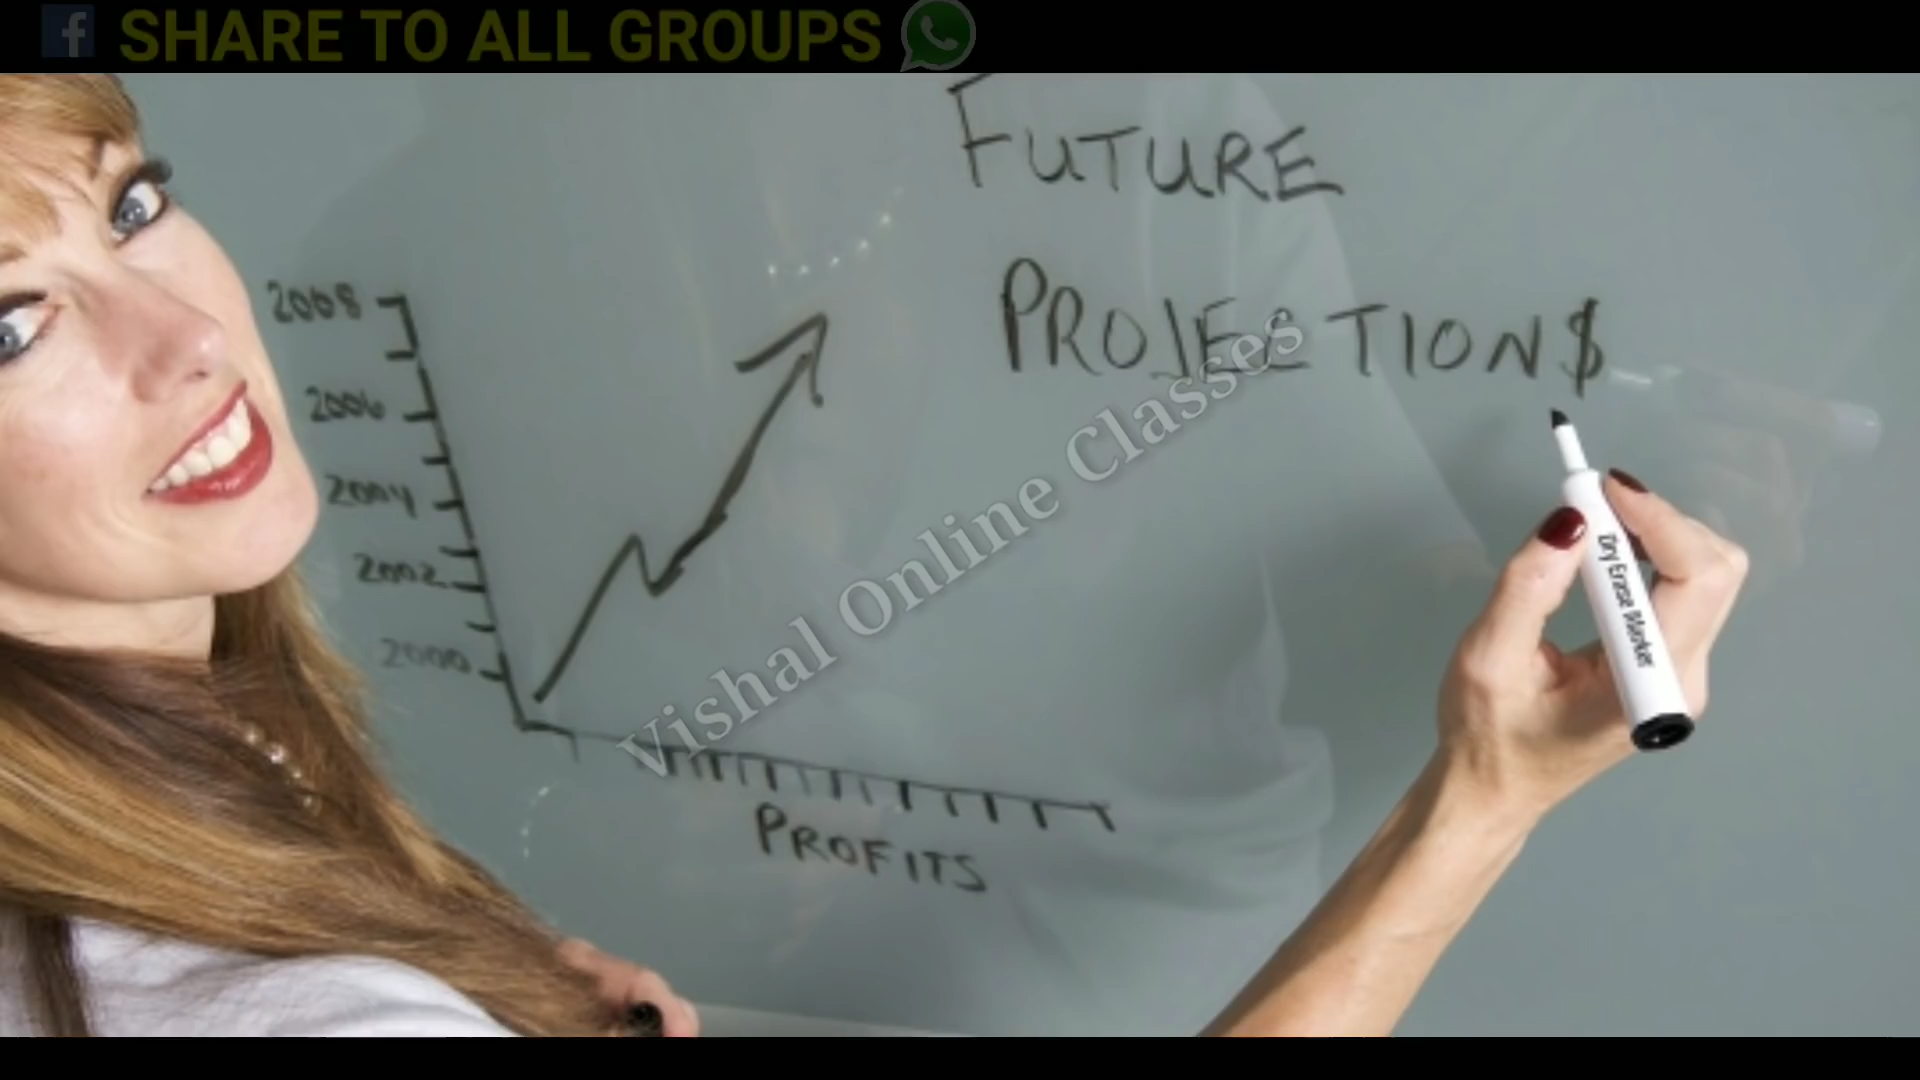 SHARE TO ALL GROUPS
FUTURE
PROJECTION$
2008
2006
2004
2002
2000
PROFITS
Vishal Online Classes
Dry Erase Marker